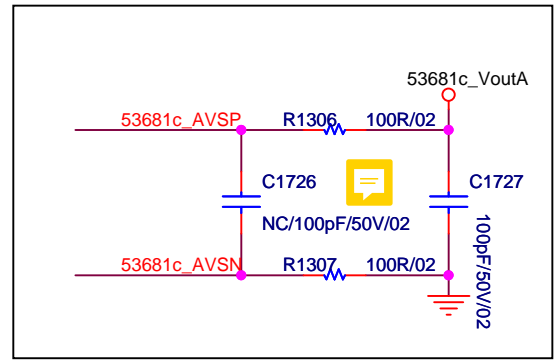 53681c_VoutA
53681c_AVSP R1306 100R/02
C1726 C1727
NC/100pF/50V/02
100pF/50V/02
53681c_AVSN R1307 100R/02